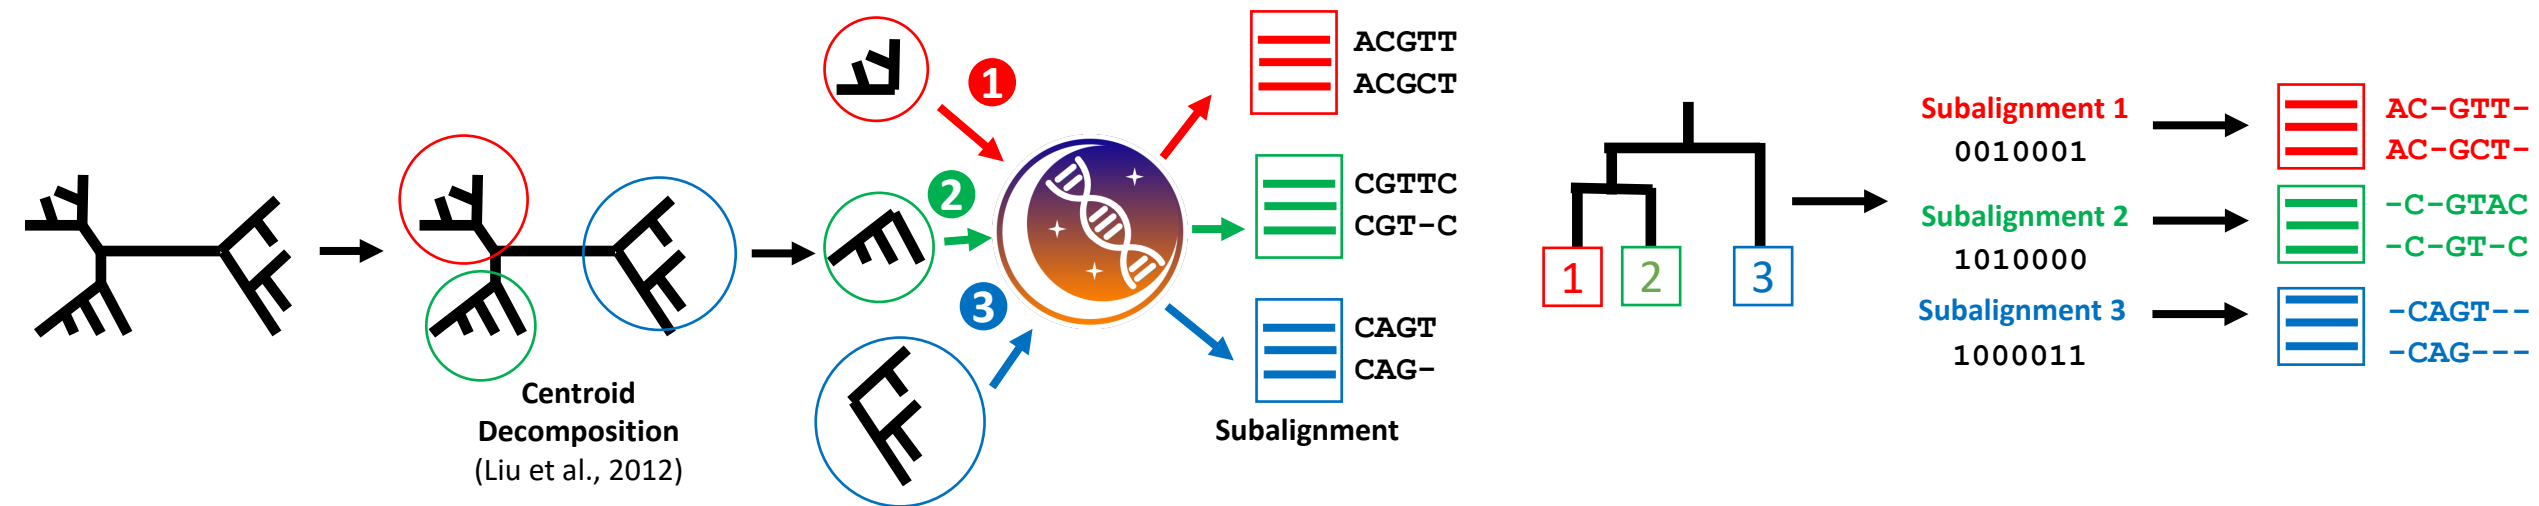 1
2
3
Centroid
Decomposition
(Liu et al., 2012)
ACGTT
ACGCT
CGTTC
CGT-C
CAGT
CAG-
Subalignment
1
2
3
Subalignment 1
0010001
Subalignment 2
1010000
Subalignment 3
1000011
AC-GTT-
AC-GCT-
-C-GTAC
-C-GT-C
-CAGT--
-CAG---